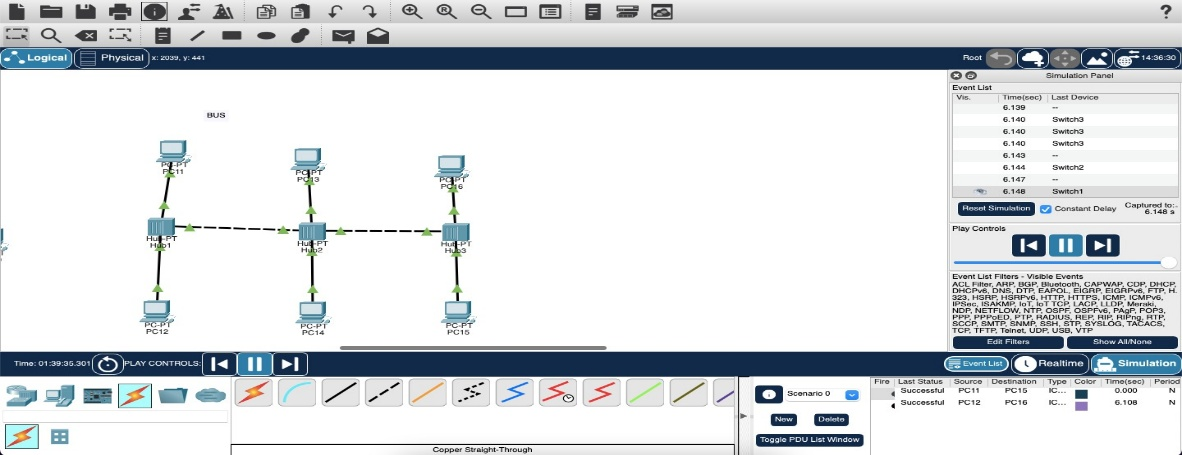 ?
Logical
Physical
x: 2039, y: 441
Root
14:36:30
Simulation Panel
Event List
Vis.
Time(sec)
Last Device
6.139
--
6.140
Switch3
6.140
Switch3
6.140
Switch3
6.143
--
6.144
Switch2
6.147
--
6.148
Switch1
Reset Simulation
Constant Delay
Captured to:
6.148 s
Play Controls
Event List Filters - Visible Events
ACL Filter, ARP, BGP, Bluetooth, CAPWAP, CDP, DHCP,
DHCPv6, DNS, DTP, EAPOL, EIGRP, EIGRPv6, FTP, H.
323, HSRP, HSRPv6, HTTP, HTTPS, ICMP, ICMPv6,
IPSec, ISAKMP, IoT, IoT TCP, LACP, LLDP, Meraki,
NDP, NETFLOW, NTP, OSPF, OSPFv6, PAgP, POP3,
PPP, PPPoED, PTP, RADIUS, REP, RIP, RIPng, RTP,
SCCP, SMTP, SNMP, SSH, STP, SYSLOG, TACACS,
TCP, TFTP, Telnet, UDP, USB, VTP
Edit Filters
Show All/None
BUS
PC-PT
PC11
PC-PT
PC13
PC-PT
PC16
Hub-PT
Hub1
Hub-PT
Hub2
Hub-PT
Hub3
PC-PT
PC12
PC-PT
PC14
PC-PT
PC15
Time: 01:39:35.301
PLAY CONTROLS:
Event List
Realtime
Simulation
Copper Straight-Through
Scenario 0
New
Delete
Toggle PDU List Window
Fire
Last Status
Source
Destination
Type
Color
Time(sec)
Period
Successful
PC11
PC15
IC...
0.000
N
Successful
PC12
PC16
IC...
6.108
N